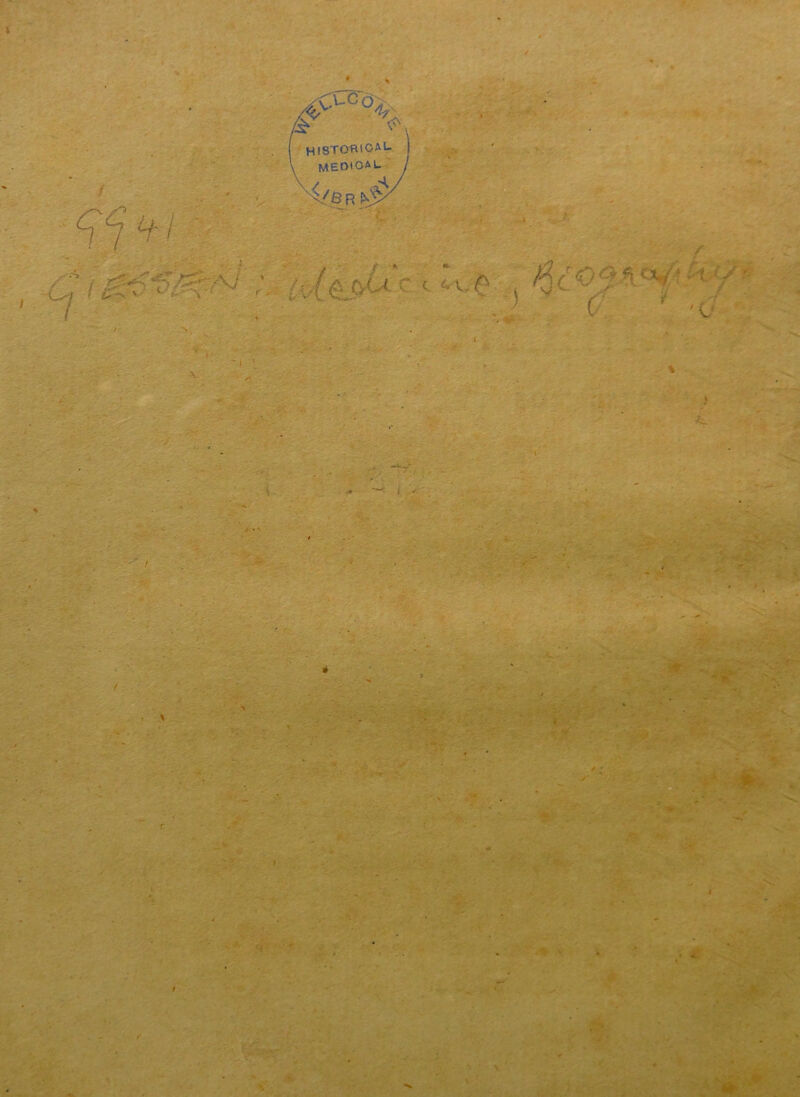 WELLCOME
HISTORICAL
MEDICAL
LIBRARY
9941
GIESSEN: Medicine, Biography